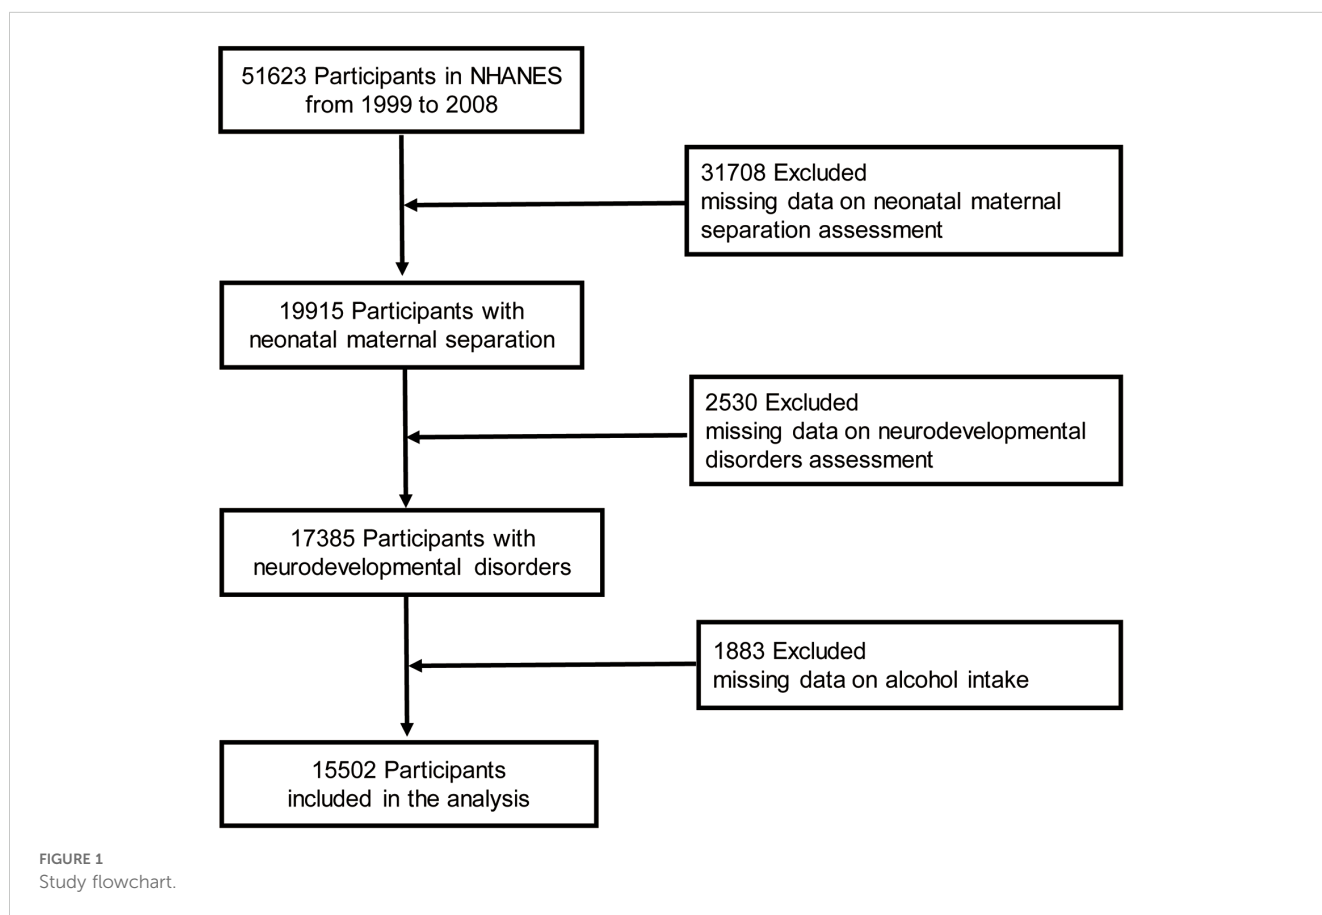 51623 Participants in NHANES
from 1999 to 2008
31708 Excluded
missing data on neonatal maternal
separation assessment
19915 Participants with
neonatal maternal separation
2530 Excluded
missing data on neurodevelopmental
disorders assessment
17385 Participants with
neurodevelopmental disorders
1883 Excluded
missing data on alcohol intake
15502 Participants
included in the analysis
FIGURE 1
Study flowchart.